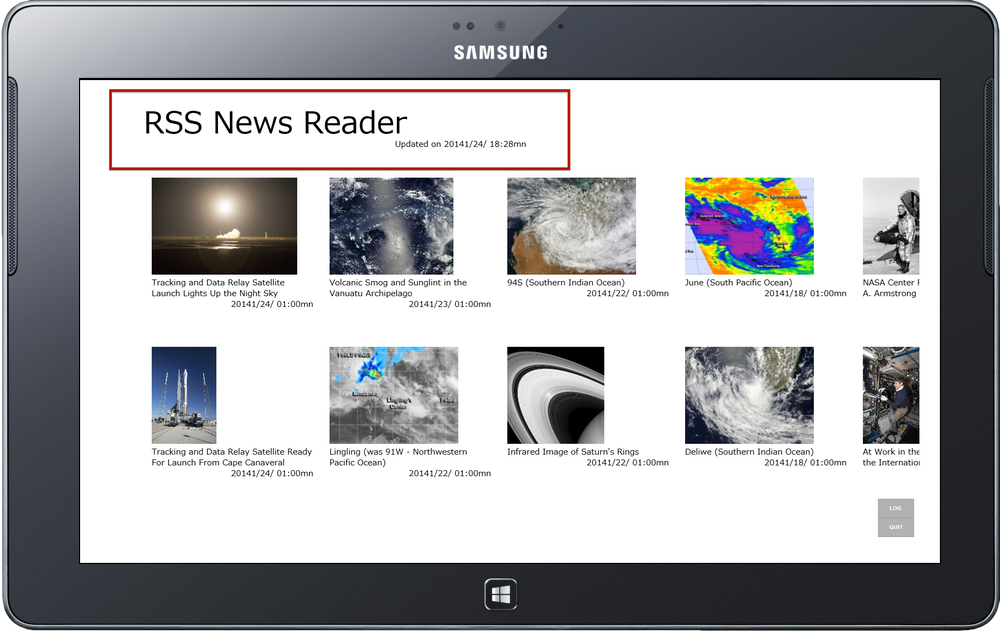 SAMSUNG
RSS News Reader
Updated on 20141/24/ 18:28mn
Tracking and Data Relay Satellite
Launch Lights Up the Night Sky
20141/24/ 01:00mn
Volcanic Smog and Sunglint in the
Vanuatu Archipelago
20141/23/ 01:00mn
94S (Southern Indian Ocean)
20141/22/ 01:00mn
June (South Pacific Ocean)
20141/18/ 01:00mn
NASA Center F
A. Armstrong
Tracking and Data Relay Satellite Ready
For Launch From Cape Canaveral
20141/24/ 01:00mn
PHILIPPINES
Mindanao
Lingling's
Center
Palau
Lingling (was 91W - Northwestern
Pacific Ocean)
20141/22/ 01:00mn
Infrared Image of Saturn's Rings
20141/22/ 01:00mn
Deliwe (Southern Indian Ocean)
20141/18/ 01:00mn
At Work in the
the Internation
LOG
QUIT